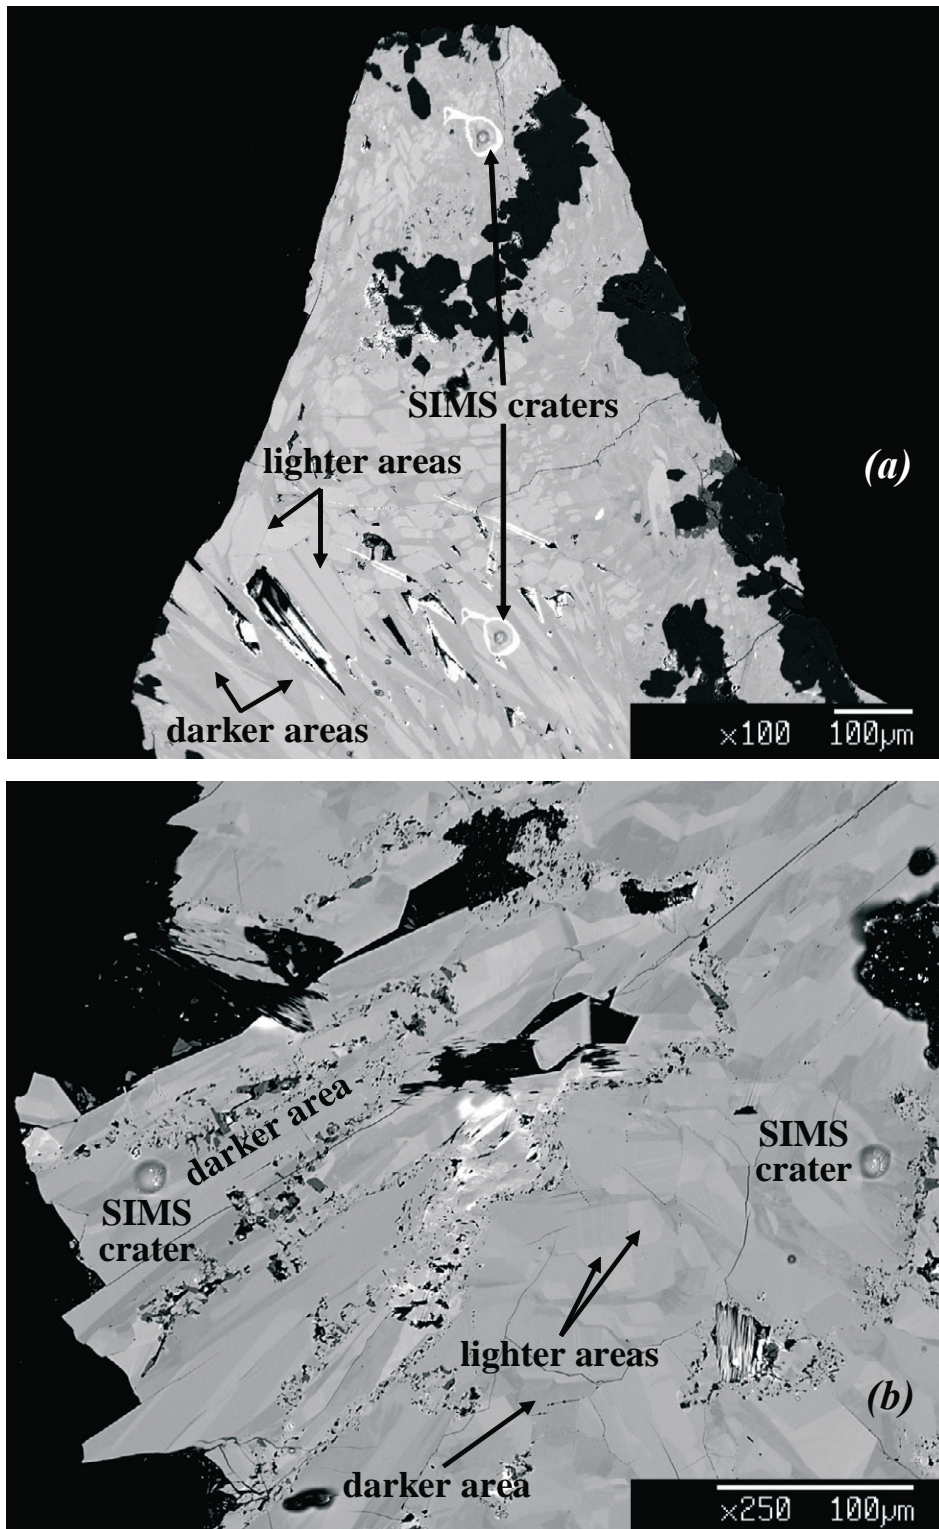 SIMS craters
lighter areas
(a)
darker areas
×100 100μm
darker area
SIMS
crater
SIMS
crater
lighter areas
(b)
darker area
×250 100μm